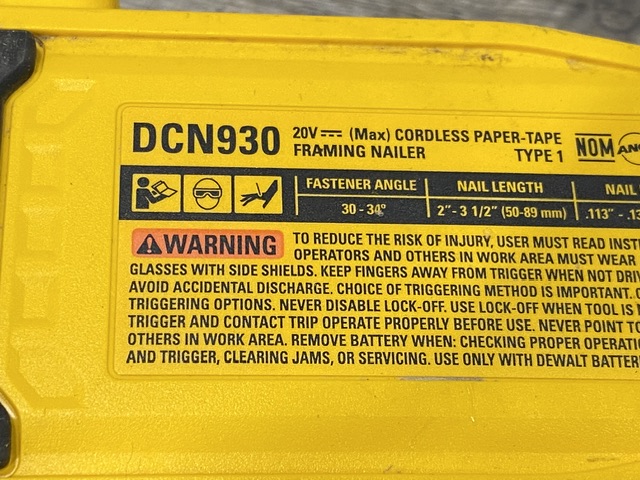 DCN930
20V (Max) CORDLESS PAPER-TAPE
FRAMING NAILER TYPE 1
NOM
FASTENER ANGLE NAIL LENGTH NAIL
30 - 34° 2” - 3 1/2” (50-89 mm) .113” -
WARNING TO REDUCE THE RISK OF INJURY, USER MUST READ
OPERATORS AND OTHERS IN WORK AREA MUST WEAR
GLASSES WITH SIDE SHIELDS. KEEP FINGERS AWAY FROM TRIGGER WHEN NOT
AVOID ACCIDENTAL DISCHARGE. CHOICE OF TRIGGERING METHOD IS IMPORTANT.
TRIGGERING OPTIONS. NEVER DISABLE LOCK-OFF. USE LOCK-OFF WHEN TOOL IS
TRIGGER AND CONTACT TRIP OPERATE PROPERLY BEFORE USE. NEVER POINT
OTHERS IN WORK AREA. REMOVE BATTERY WHEN: CHECKING PROPER
AND TRIGGER, CLEARING JAMS, OR SERVICING. USE ONLY WITH DEWALT